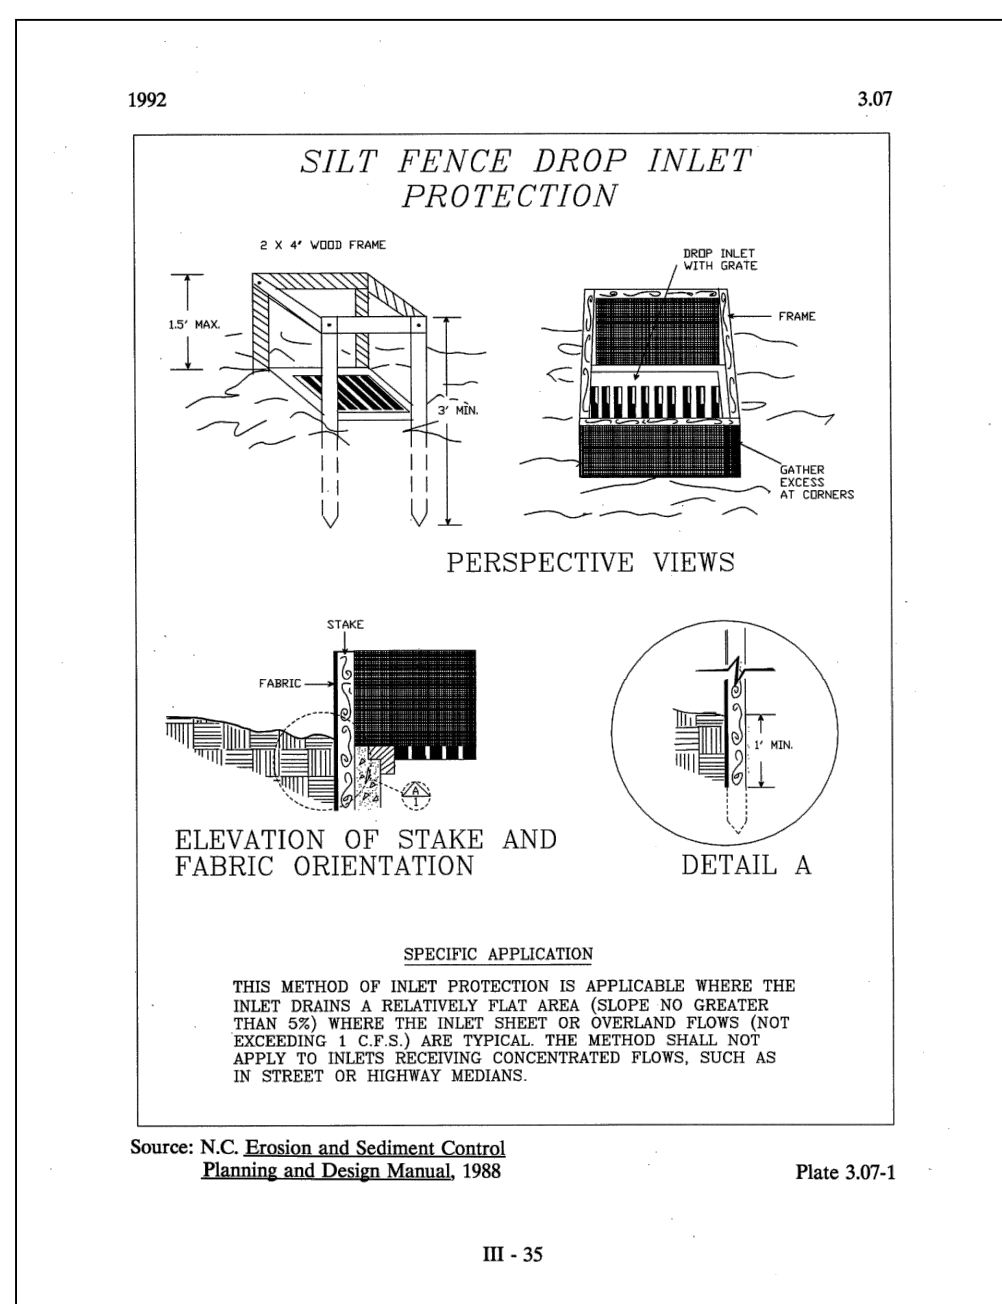 1992
3.07
SILT FENCE DROP INLET
PROTECTION
2 X 4' WOOD FRAME
1.5' MAX.
3' MIN.
DROP INLET
WITH GRATE
FRAME
GATHER
EXCESS
AT CORNERS
PERSPECTIVE VIEWS
STAKE
FABRIC
A
1
ELEVATION OF STAKE AND
FABRIC ORIENTATION
1' MIN.
DETAIL A
SPECIFIC APPLICATION
THIS METHOD OF INLET PROTECTION IS APPLICABLE WHERE THE
INLET DRAINS A RELATIVELY FLAT AREA (SLOPE NO GREATER
THAN 5%) WHERE THE INLET SHEET OR OVERLAND FLOWS (NOT
EXCEEDING 1 C.F.S.) ARE TYPICAL. THE METHOD SHALL NOT
APPLY TO INLETS RECEIVING CONCENTRATED FLOWS, SUCH AS
IN STREET OR HIGHWAY MEDIANS.
Source: N.C. Erosion and Sediment Control
Planning and Design Manual, 1988
Plate 3.07-1
III - 35